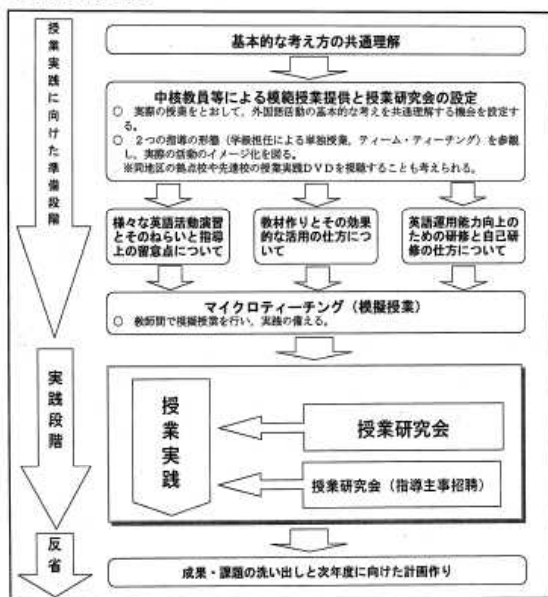 授業実践に向けた準備段階
基本的な考え方の共通理解
中核教員等による模範授業提供と授業研究会の設定
○ 実際の授業をとおして、外国語活動の基本的な考えを共通理解する機会を設定す
る。
○ 2つの指導の形態(学級担任による単独授業、ティーム・ティーチング)を参観
し、実際の活動のイメージ化を図る。
※同地区の拠点校や先進校の授業実践DVDを視聴することも考えられる。
様々な英語活動演習
とそのねらいと指導
上の留意点について
教材作りとその効果
的な活用の仕方につ
いて
英語運用能力向上の
ための研修と自己研
修の仕方について
マイクロティーチング(模擬授業)
○ 教師間で模擬授業を行い、実践の備える。
実践段階
授業実践
授業研究会
授業研究会(指導主事招聘)
反省
成果・課題の洗い出しと次年度に向けた計画作り